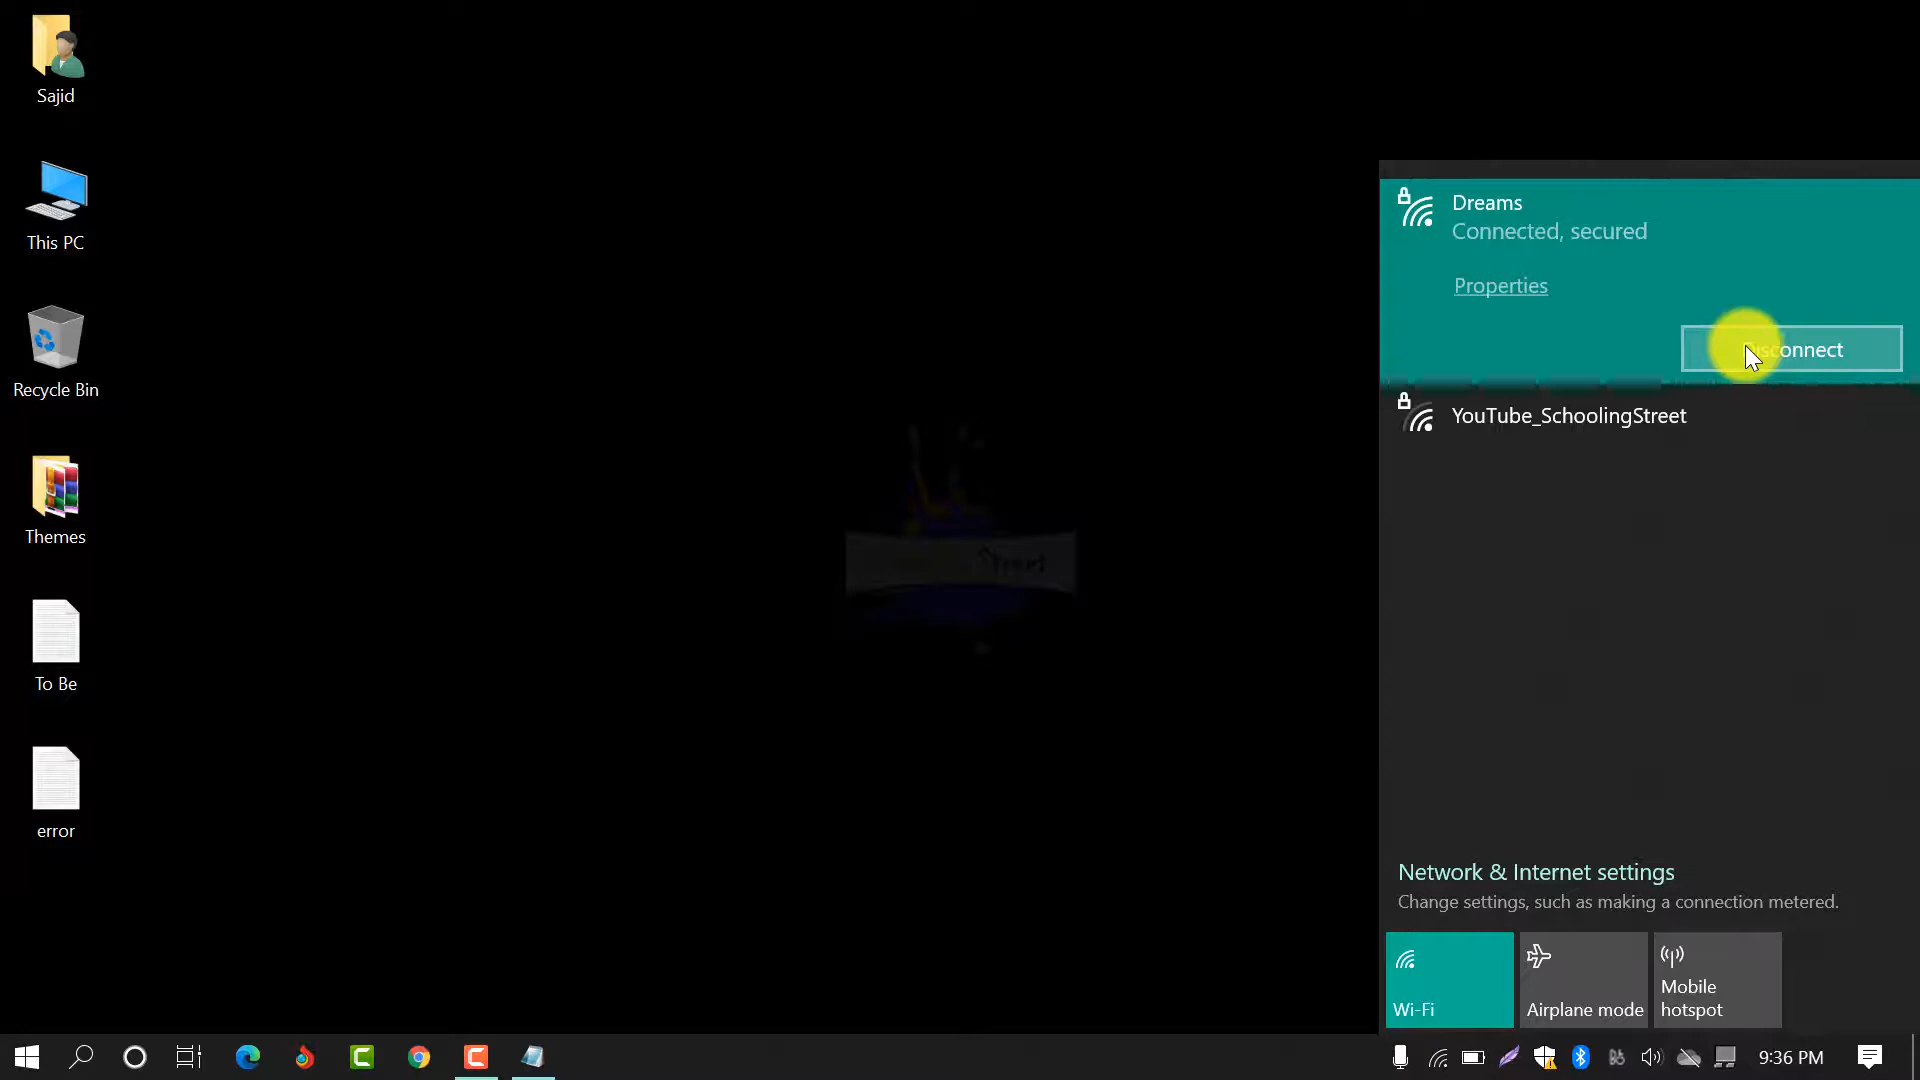 Sajid
This PC
Recycle Bin
Themes
To Be
error
Dreams
Connected, secured
Properties
Disconnect
YouTube_SchoolingStreet
Network & Internet settings
Change settings, such as making a connection metered.
Wi-Fi
Airplane mode
Mobile
hotspot
9:36 PM